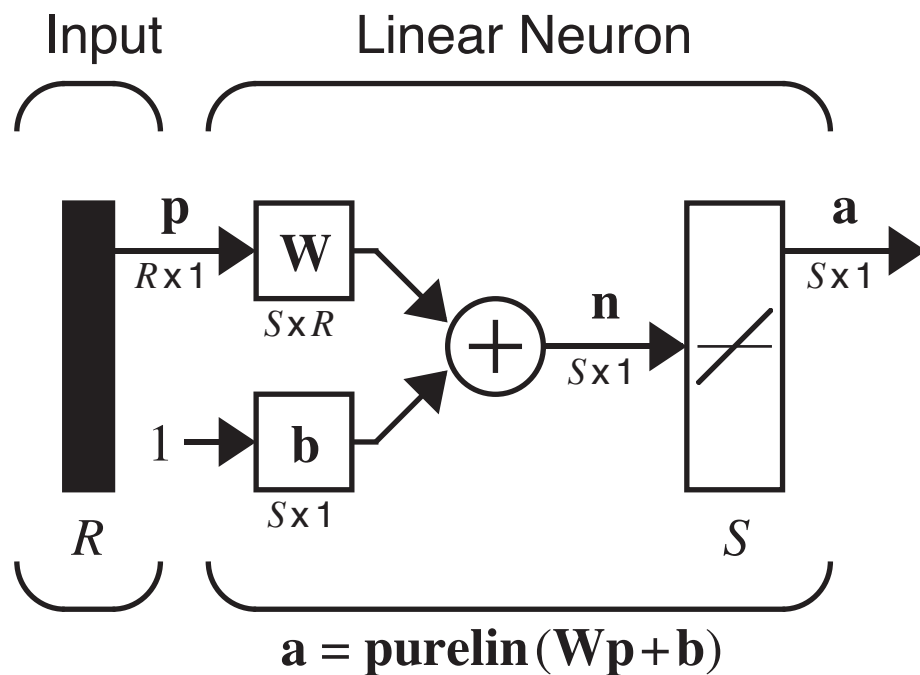 Input Linear Neuron
p a
W
R x 1 S x 1
n
S x R
S x 1
1 b
S x 1
R S
a = purelin (Wp + b)